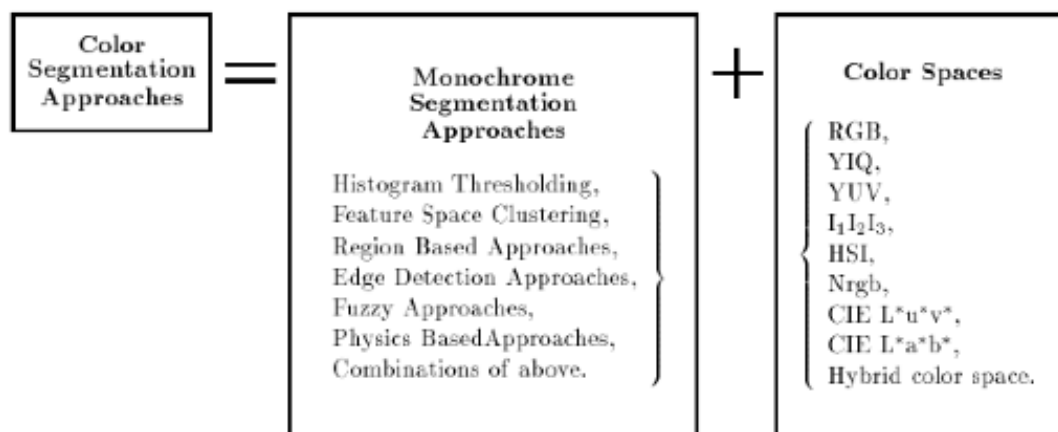 Color
Segmentation
Approaches
=
Monochrome
Segmentation
Approaches
Histogram Thresholding,
Feature Space Clustering,
Region Based Approaches,
Edge Detection Approaches,
Fuzzy Approaches,
Physics BasedApproaches,
Combinations of above.
+
Color Spaces
RGB,
YIQ,
YUV,
I₁I₂I₃,
HSI,
Nrgb,
CIE L*u*v*,
CIE L*a*b*,
Hybrid color space.